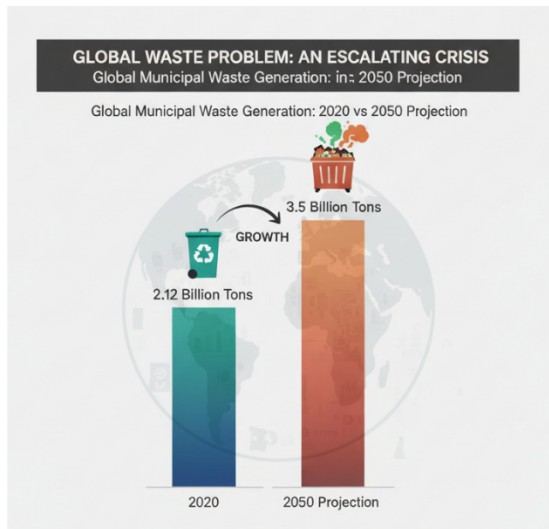 GLOBAL WASTE PROBLEM: AN ESCALATING CRISIS
Global Municipal Waste Generation: in: 2050 Projection
Global Municipal Waste Generation: 2020 vs 2050 Projection
3.5 Billion Tons
GROWTH
2.12 Billion Tons
2020
2050 Projection